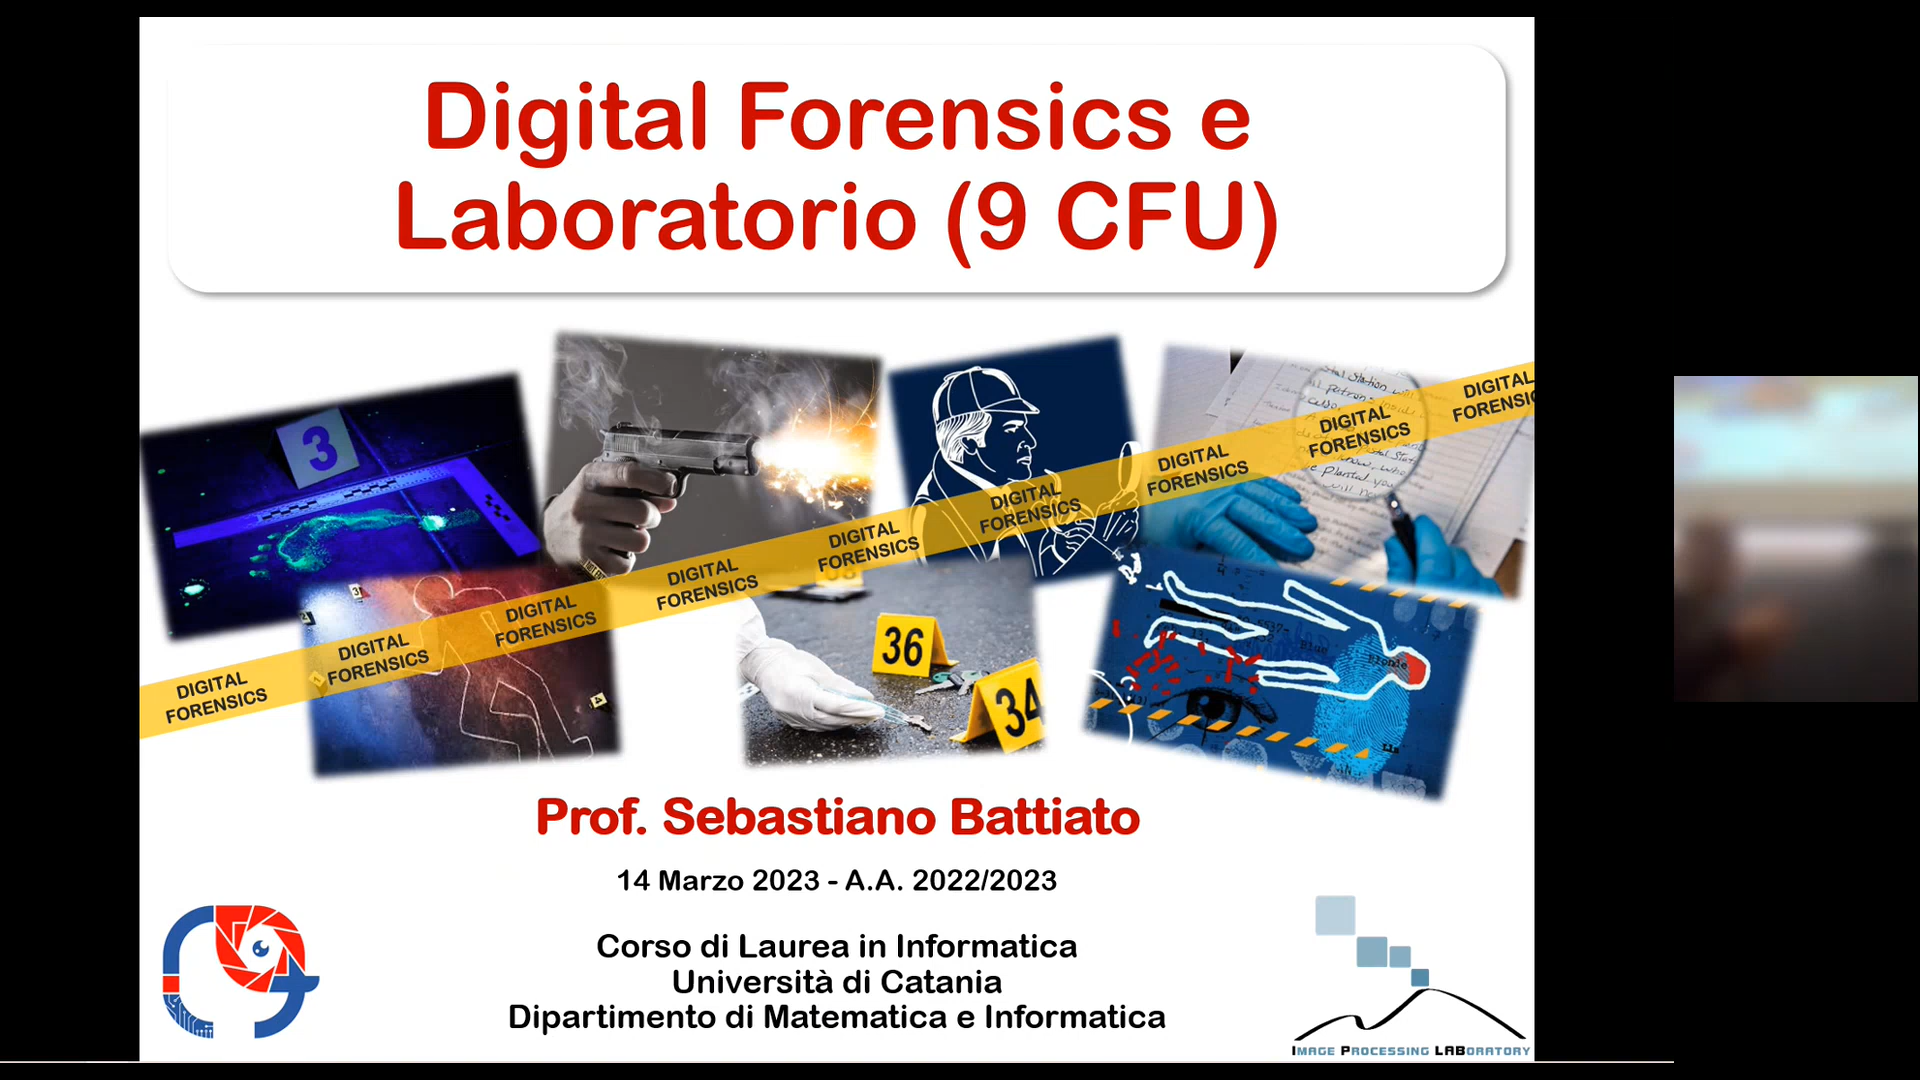 Digital Forensics e
Laboratorio (9 CFU)
3
DIGITAL
FORENSICS
DIGITAL
FORENSICS
DIGITAL
FORENSICS
DIGITAL
FORENSICS
DIGITAL
FORENSICS
DIGITAL
FORENSICS
DIGITAL
FORENSICS
DIGITAL
FORENSICS
DIGITAL
FORENSIC
36
34
Prof. Sebastiano Battiato
14 Marzo 2023 - A.A. 2022/2023
Corso di Laurea in Informatica
Università di Catania
Dipartimento di Matematica e Informatica
IMAGE PROCESSING LABORATORY